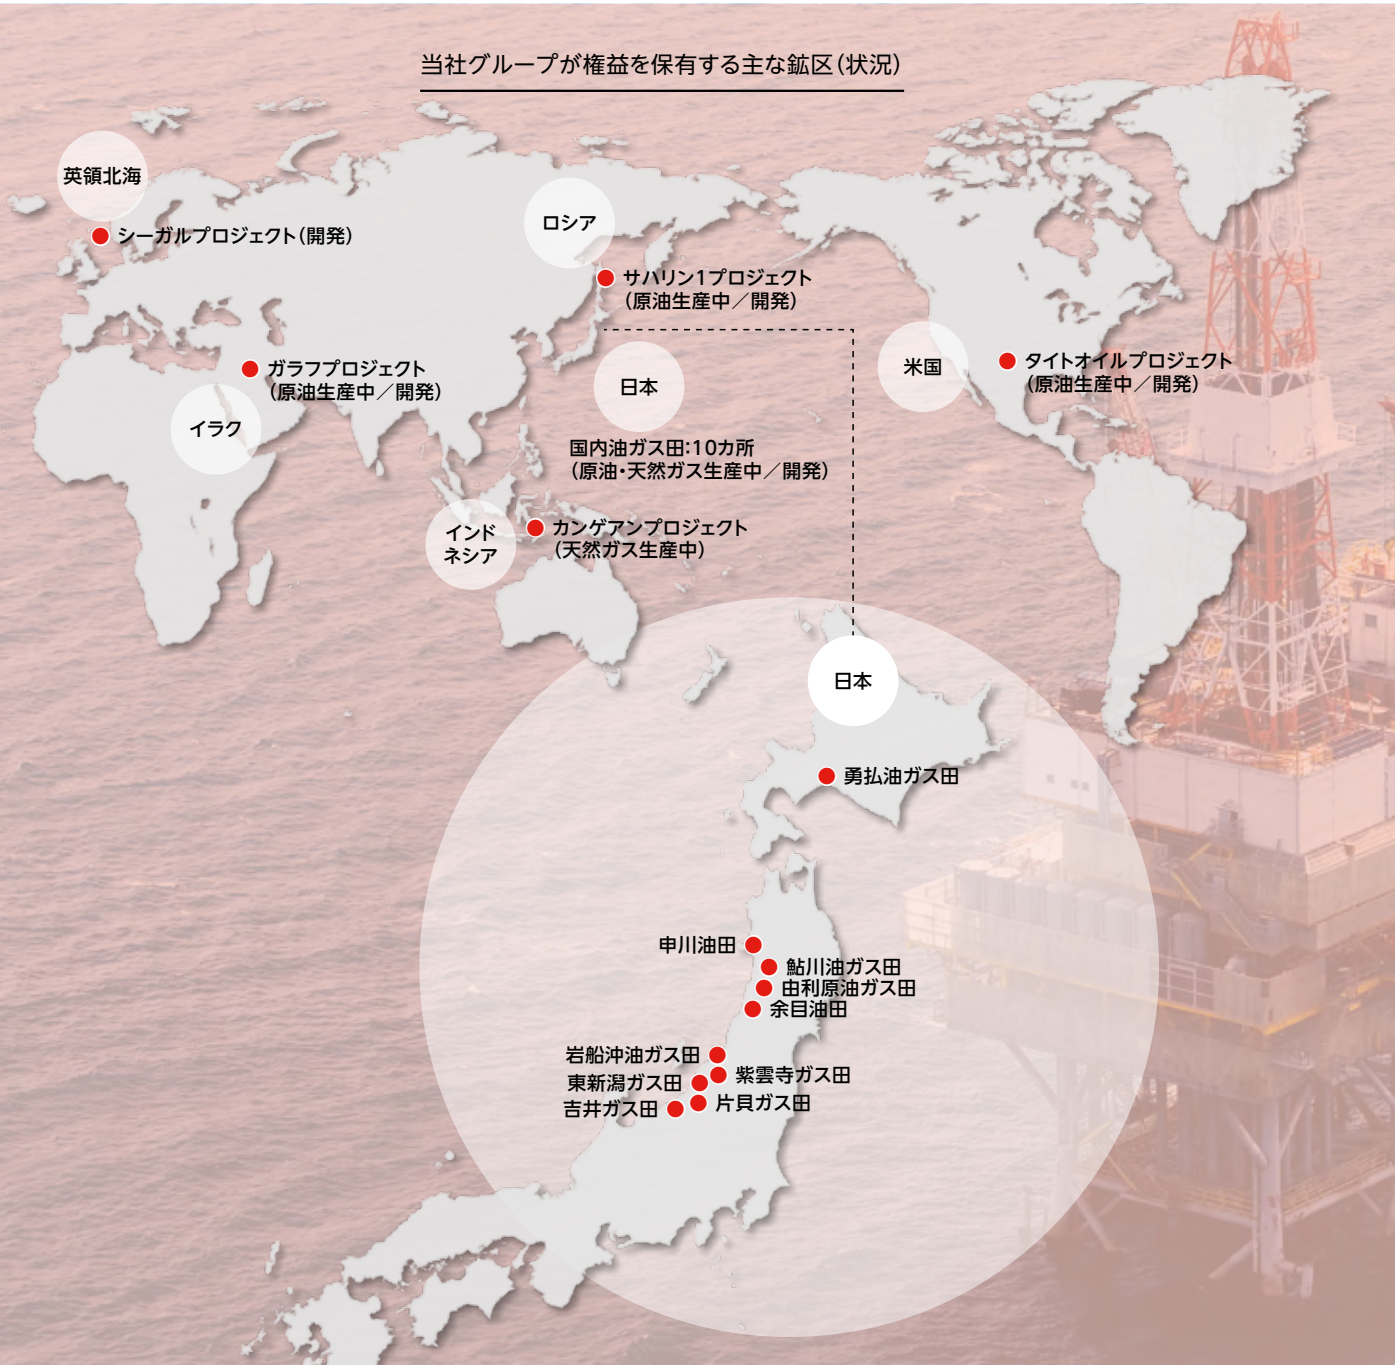 当社グループが権益を保有する主な鉱区（状況）
英領北海
シーガルプロジェクト（開発）
ロシア
サハリン1プロジェクト
（原油生産中／開発）
ガラフプロジェクト
（原油生産中／開発）
イラク
日本
国内油ガス田：10カ所
（原油・天然ガス生産中／開発）
米国
タイトオイルプロジェクト
（原油生産中／開発）
インド
ネシア
カンゲアンプロジェクト
（天然ガス生産中）
日本
勇払油ガス田
申川油田
鮎川油ガス田
由利原油ガス田
余目油田
岩船沖油ガス田
紫雲寺ガス田
東新潟ガス田
片貝ガス田
吉井ガス田